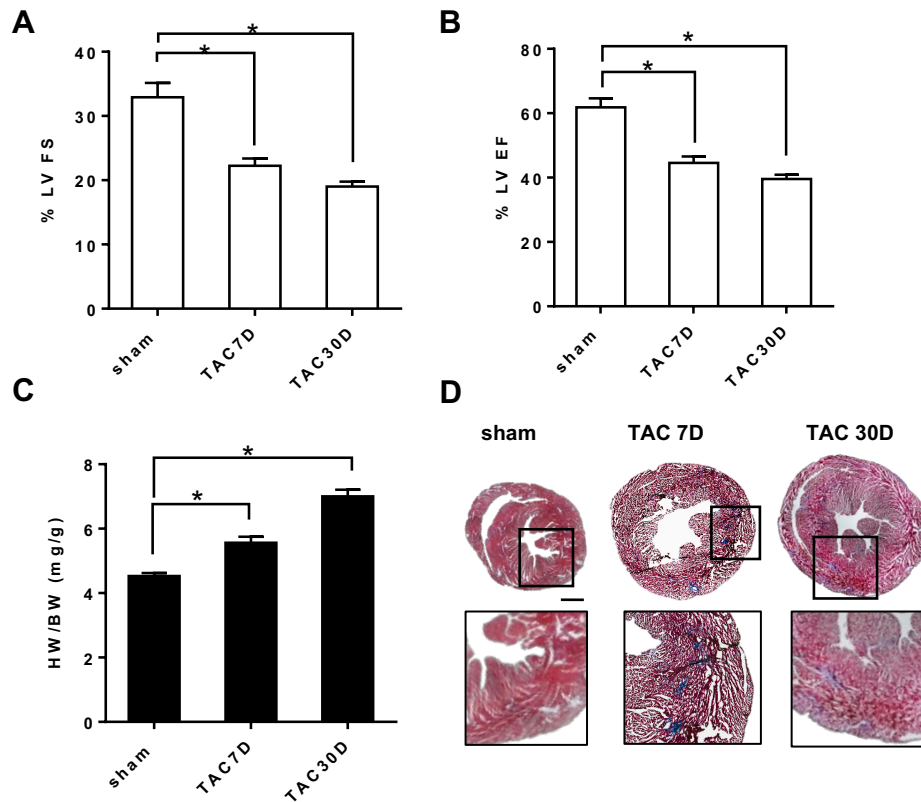 A
% LV FS
40
30
20
10
0
*
*
sham
TAC7D
TAC30D
B
% LV EF
80
60
40
20
0
*
*
sham
TAC7D
TAC30D
C
HW/BW (mg/g)
8
6
4
2
0
*
*
sham
TAC7D
TAC30D
D
sham TAC 7D TAC 30D